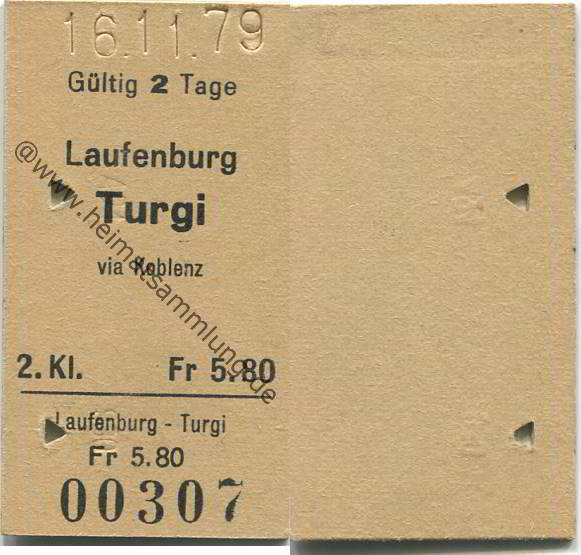 16.11.79
Gültig 2 Tage
Laufenburg
Turgi
via Koblenz
2. Kl. Fr 5.80
Laufenburg - Turgi
Fr 5.80
00307
@www.heimatsammlung.de